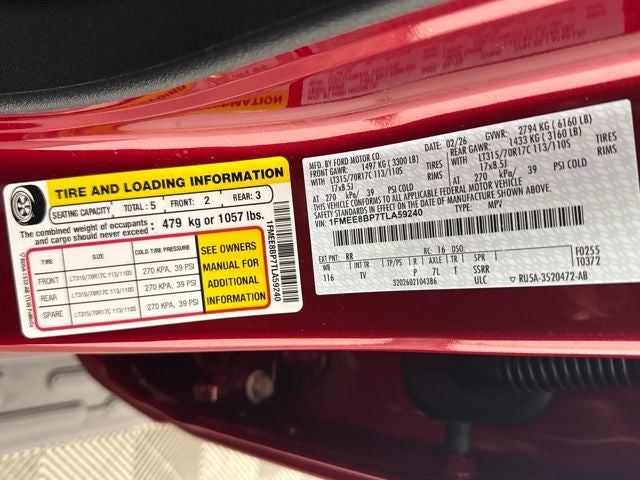 TIRE AND LOADING INFORMATION
SEATING CAPACITY TOTAL: 5 FRONT: 2 REAR: 3
The combined weight of occupants
and cargo should never exceed • 479 kg or 1057 lbs.
TIRE SIZE COLD TIRE PRESSURE
FRONT LT315/70R17C 113/110S 270 KPA, 39 PSI
REAR LT315/70R17C 113/110S 270 KPA, 39 PSI
SPARE LT315/70R17C 113/110S 270 KPA, 39 PSI
SEE OWNERS
MANUAL FOR
ADDITIONAL
INFORMATION
1FMEE8BP7TLA59240
MFD. BY FORD MOTOR CO.
02/26 GVWR: 2794 KG (6160 LB)
FRONT GAWR: 1497 KG (3300 LB) REAR GAWR: 1433 KG (3160 LB)
LT315/70R17C 113/110S TIRES LT315/70R17C 113/110S TIRES
17x8.5J RIMS 17x8.5J RIMS
AT 270 kPa/ 39 PSI COLD AT 270 kPa/ 39 PSI COLD
THIS VEHICLE CONFORMS TO ALL APPLICABLE FEDERAL MOTOR VEHICLE
SAFETY STANDARDS IN EFFECT ON THE DATE OF MANUFACTURE SHOWN ABOVE.
VIN: 1FMEE8BP7TLA59240 TYPE: MPV
EXT PNT: RR RC: 16 DSO: F0255
WB INT TR TP/PS R AXLE TR SPR T0372
116 TV P 7L T SSRR
3202602104386 ULC RU5A-3520472-AB